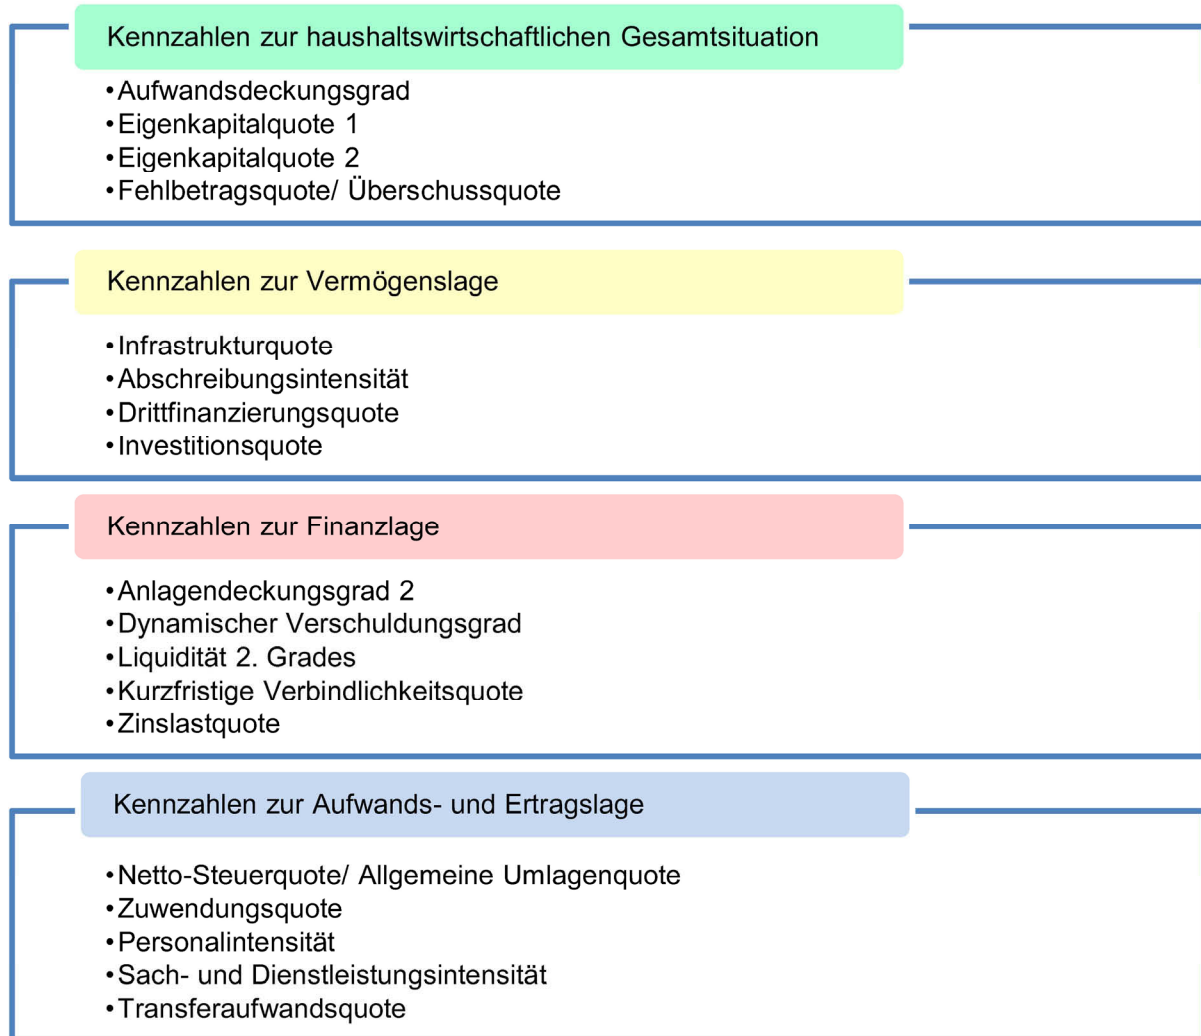 Kennzahlen zur haushaltswirtschaftlichen Gesamtsituation
•Aufwandsdeckungsgrad
•Eigenkapitalquote 1
•Eigenkapitalquote 2
•Fehlbetragsquote/ Überschussquote
Kennzahlen zur Vermögenslage
•Infrastrukturquote
•Abschreibungsintensität
•Drittfinanzierungsquote
•Investitionsquote
Kennzahlen zur Finanzlage
•Anlagendeckungsgrad 2
•Dynamischer Verschuldungsgrad
•Liquidität 2. Grades
•Kurzfristige Verbindlichkeitsquote
•Zinslastquote
Kennzahlen zur Aufwands- und Ertragslage
•Netto-Steuerquote/ Allgemeine Umlagenquote
•Zuwendungsquote
•Personalintensität
•Sach- und Dienstleistungsintensität
•Transferaufwandsquote